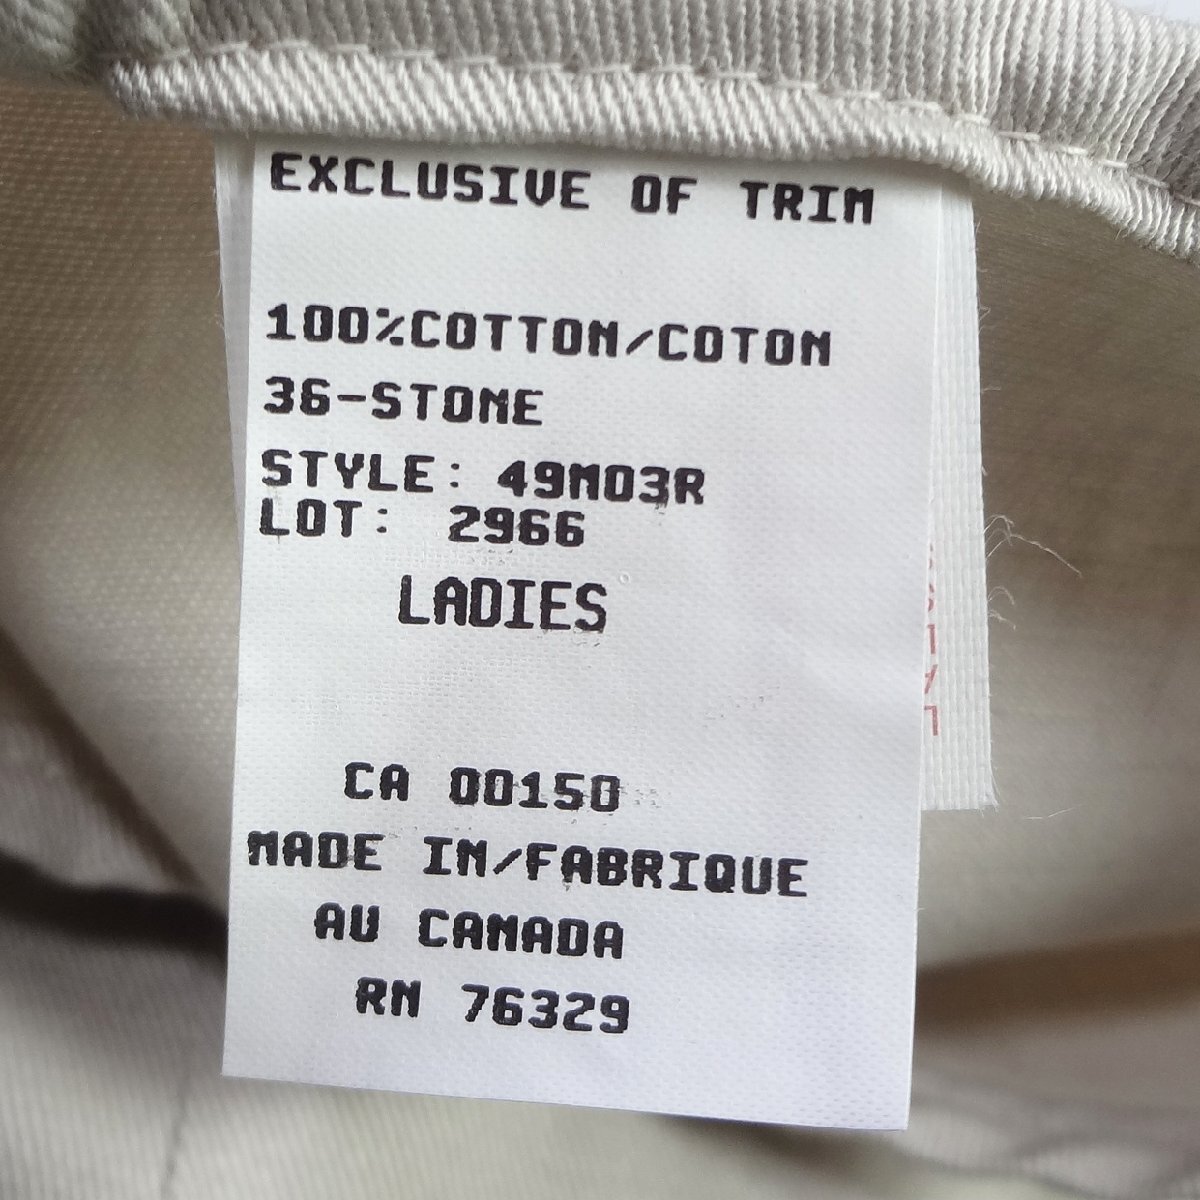 EXCLUSIVE OF TRIM
100%COTTON/COTON
36-STONE
STYLE: 49M03R
LOT: 2966
LADIES
CA 00150
MADE IN/FABRIQUE
AU CANADA
RN 76329